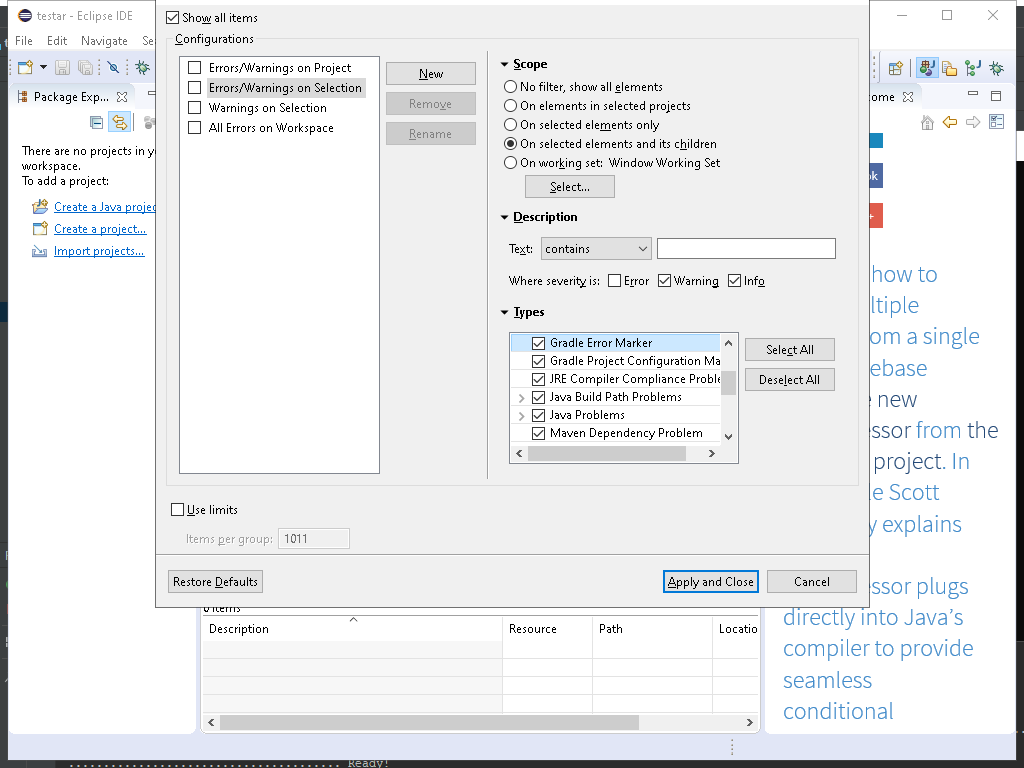 testar - Eclipse IDE
File Edit Navigate
Package Exp...
There are no projects in
workspace.
To add a project:
Create a Java
Create a project...
Import projects...
Show all items
Configurations
Errors/Warnings on Project
Errors/Warnings on Selection
Warnings on Selection
All Errors on Workspace
New
Remove
Rename
Scope
No filter, show all elements
On elements in selected projects
On selected elements only
On selected elements and its children
On working set: Window Working Set
Select...
Description
Text: contains
Where severity is: Error Warning Info
Types
Gradle Error Marker
Gradle Project Configuration Ma
JRE Compiler Compliance Proble
Java Build Path Problems
Java Problems
Maven Dependency Problem
Select All
Deselect All
Use limits
Items per group: 1011
Restore Defaults
Apply and Close
Cancel
0 items
Description Resource Path Locatio
ome
k
+
how to
ltiple
om a single
ebase
e new
essor from the
project. In
le Scott
y explains
essor plugs
directly into Java’s
compiler to provide
seamless
conditional
Ready!